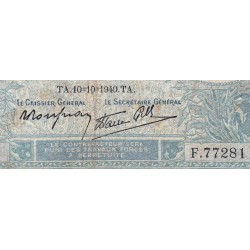 TA.10-10-1940.TA.
LE CAISSIER GÉNÉRAL LE SECRÉTAIRE GÉNÉRAL
LE CONTREFACTEUR SERA
PUNI DES TRAVAUX FORCÉS
À PERPÉTUITÉ
F.77281